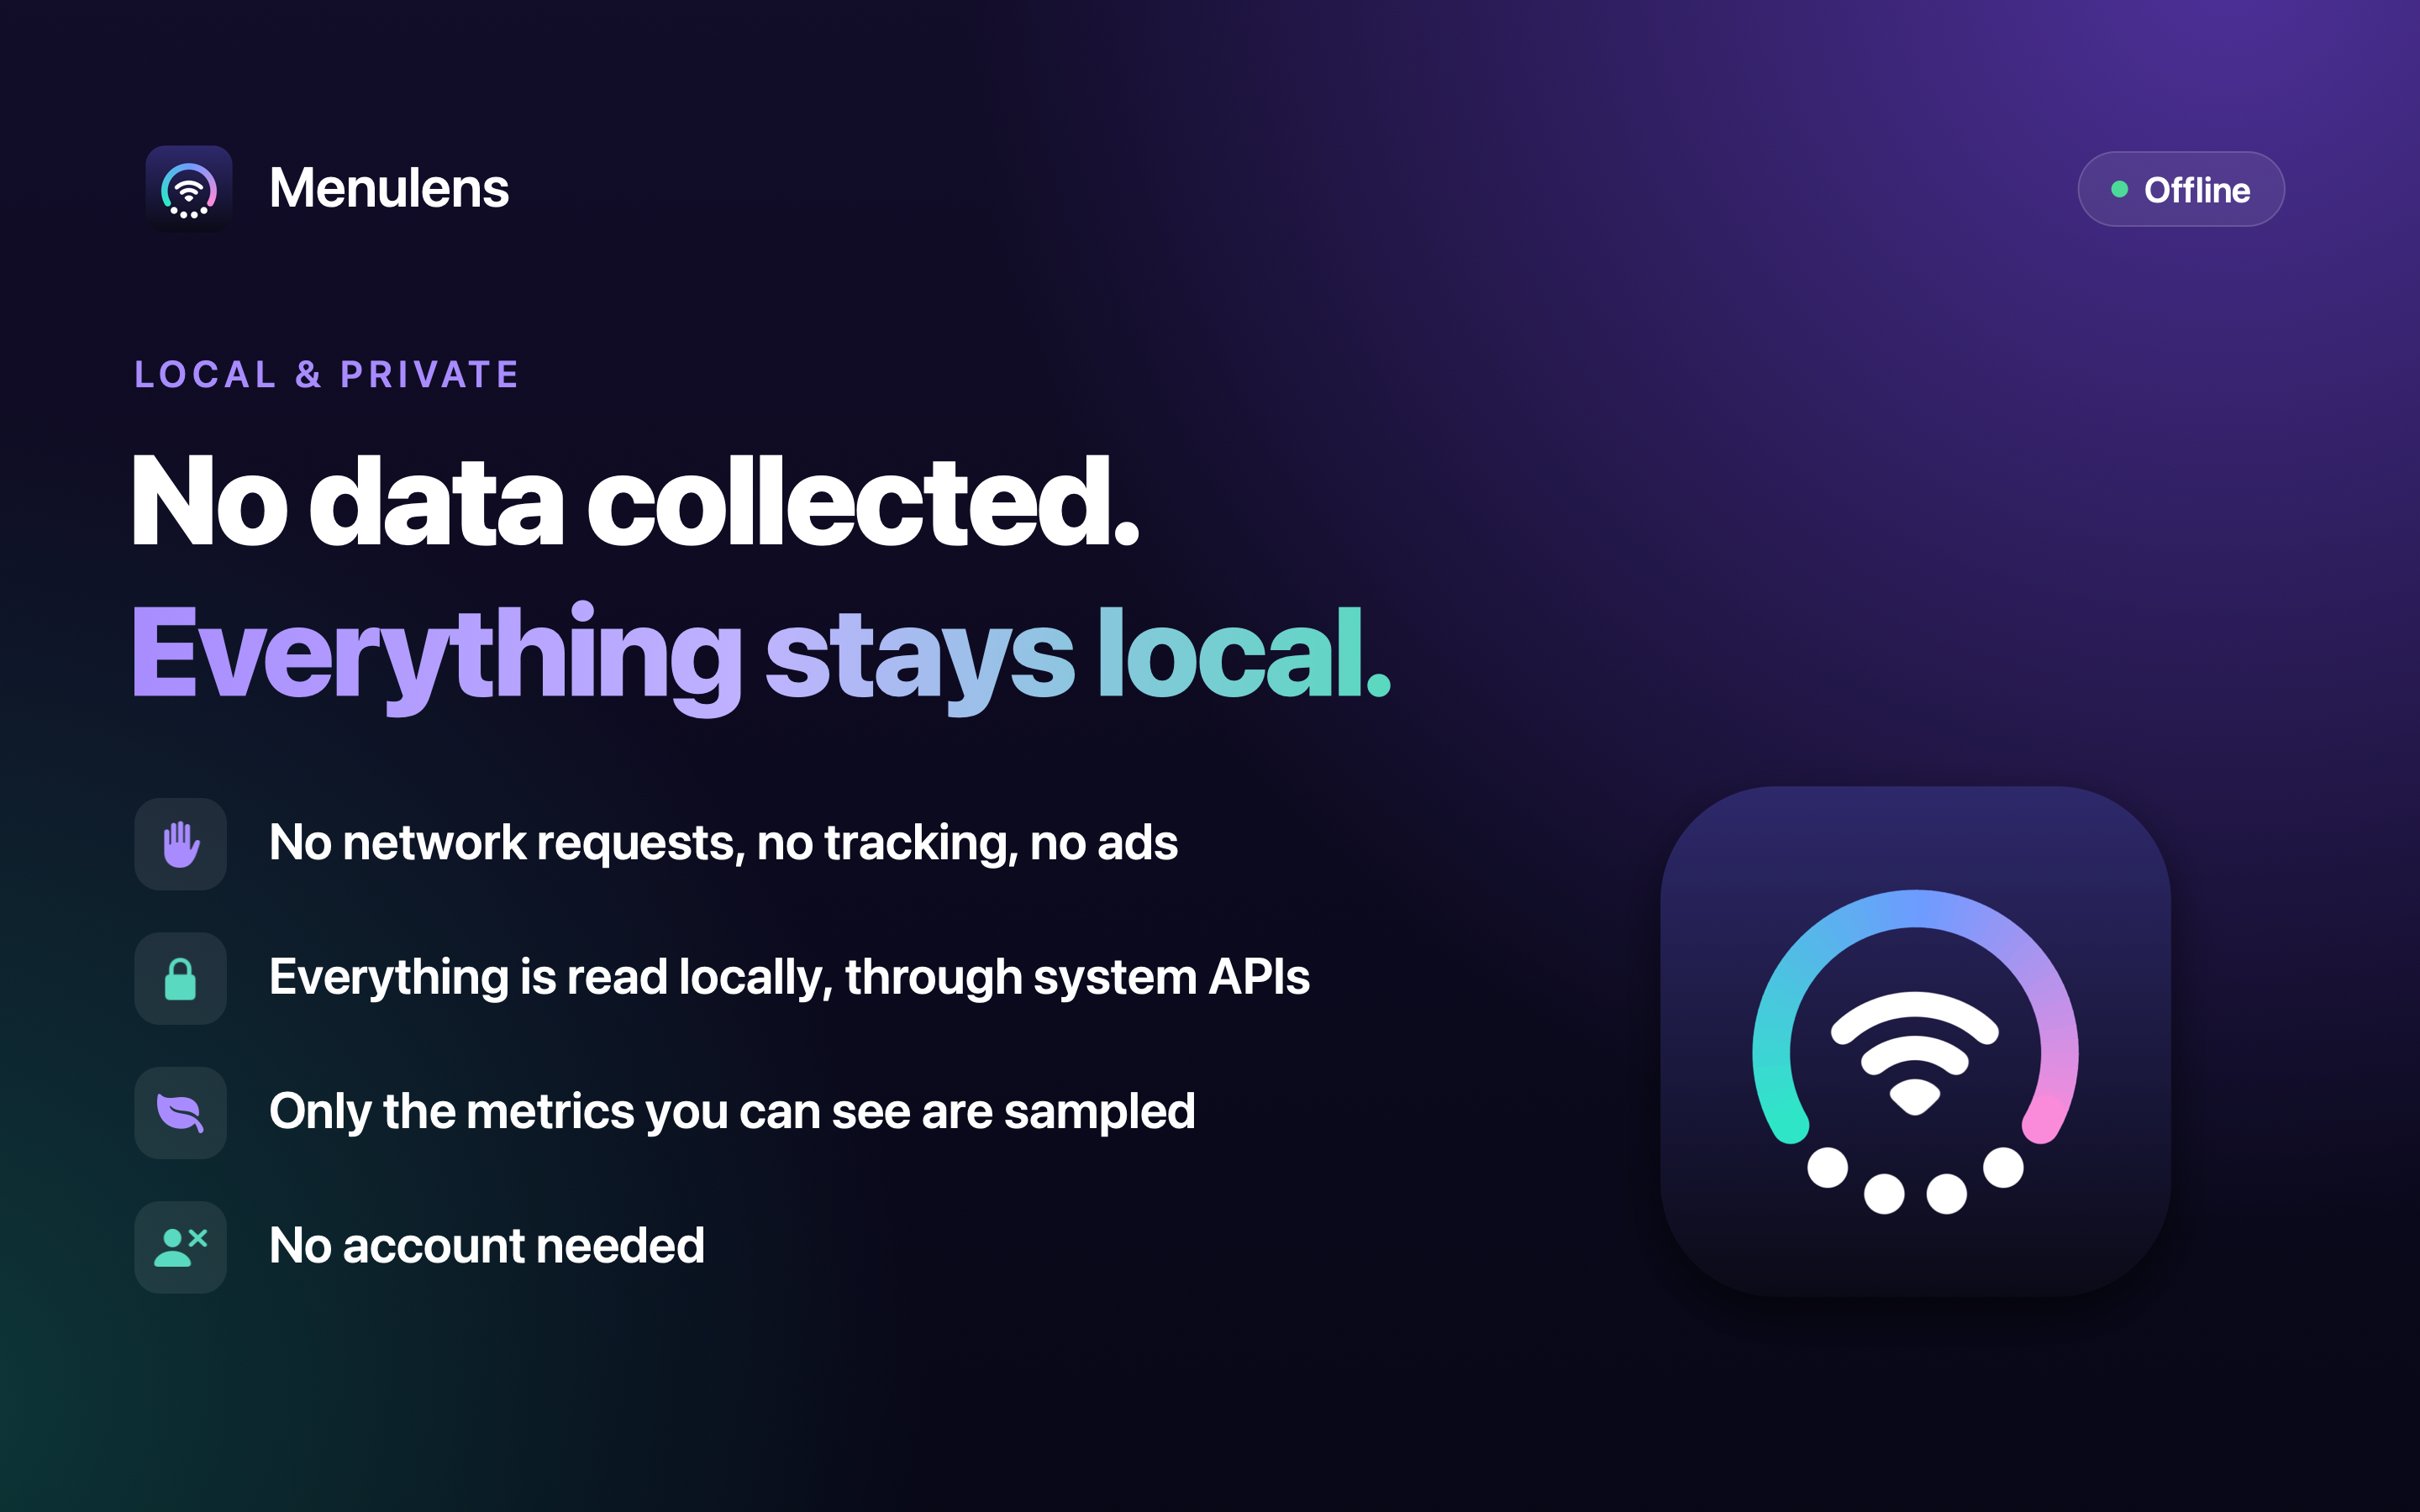 Menulens
Offline
LOCAL & PRIVATE
No data collected.
Everything stays local.
No network requests, no tracking, no ads
Everything is read locally, through system APIs
Only the metrics you can see are sampled
No account needed